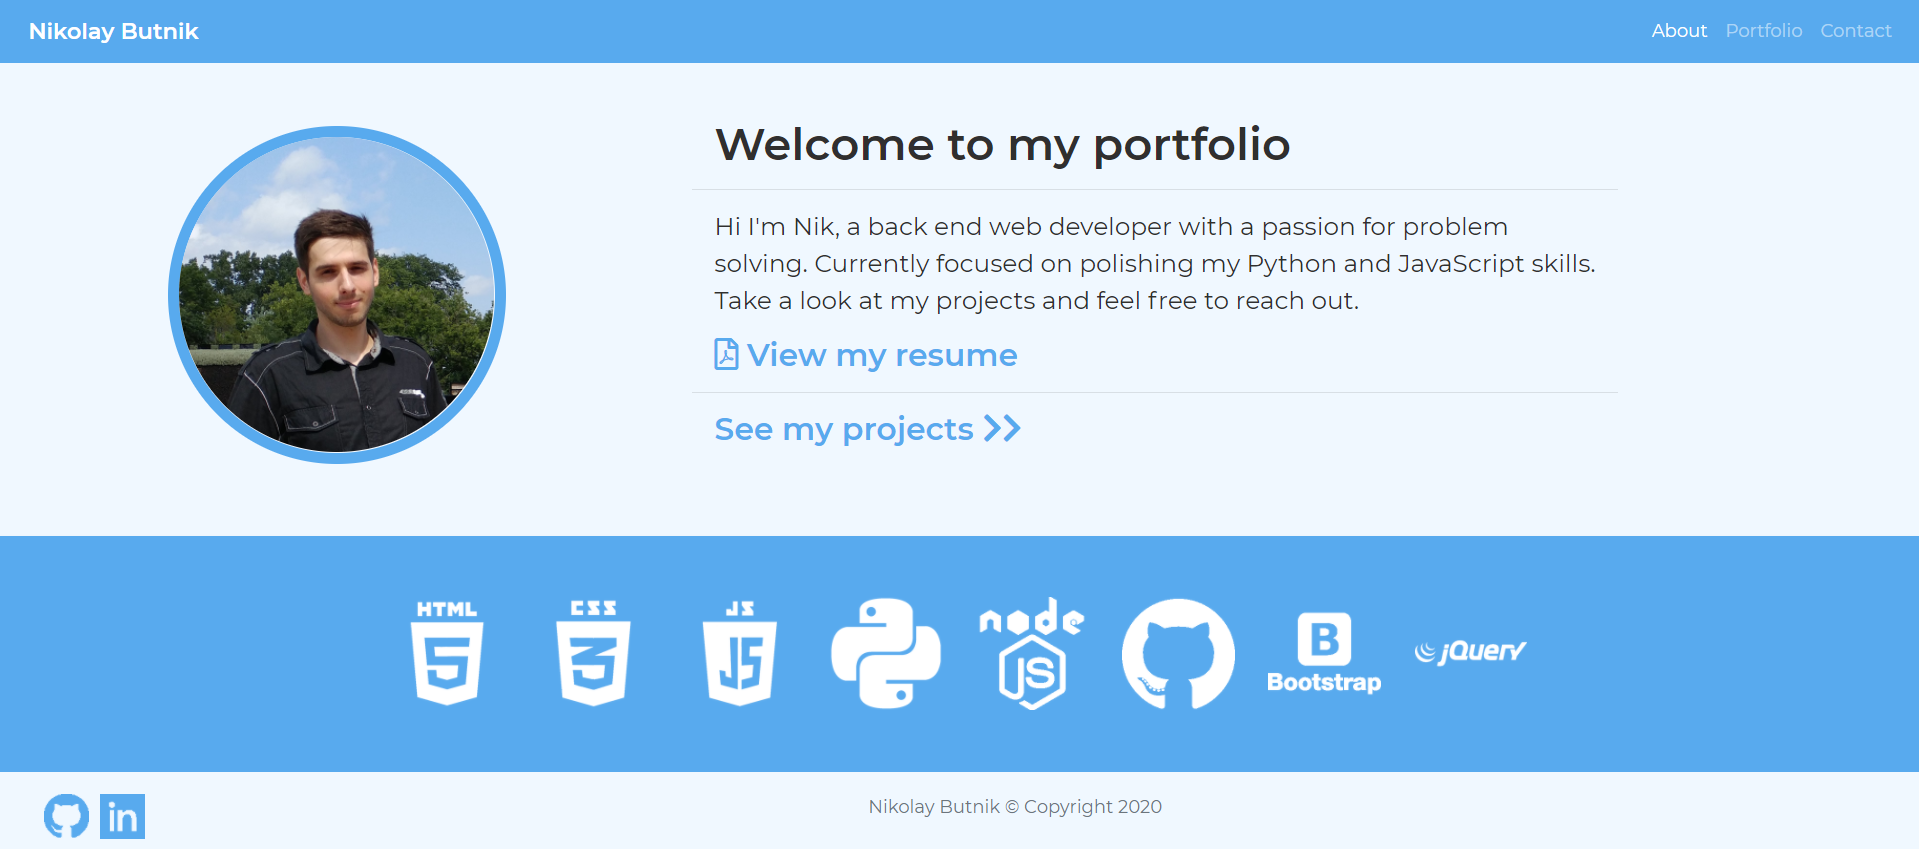 Nikolay Butnik
About Portfolio Contact
Welcome to my portfolio
Hi I'm Nik, a back end web developer with a passion for problem
solving. Currently focused on polishing my Python and JavaScript skills.
Take a look at my projects and feel free to reach out.
View my resume
See my projects
HTML
5
CSS
3
JS
JS
node
JS
B
Bootstrap
jQuery
in
Nikolay Butnik © Copyright 2020